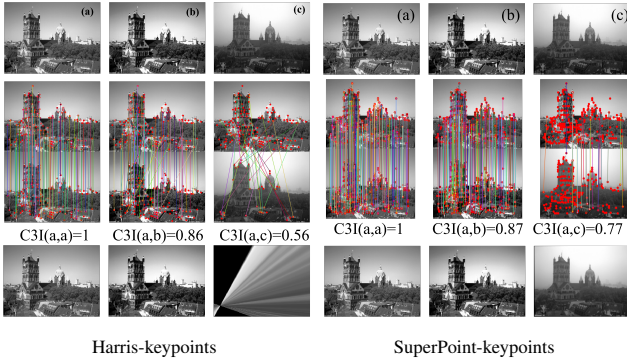 (a) (b) (c) (a) (b) (c)
C3I(a,a)=1 C3I(a,b)=0.86 C3I(a,c)=0.56 C3I(a,a)=1 C3I(a,b)=0.87 C3I(a,c)=0.77
Harris-keypoints SuperPoint-keypoints